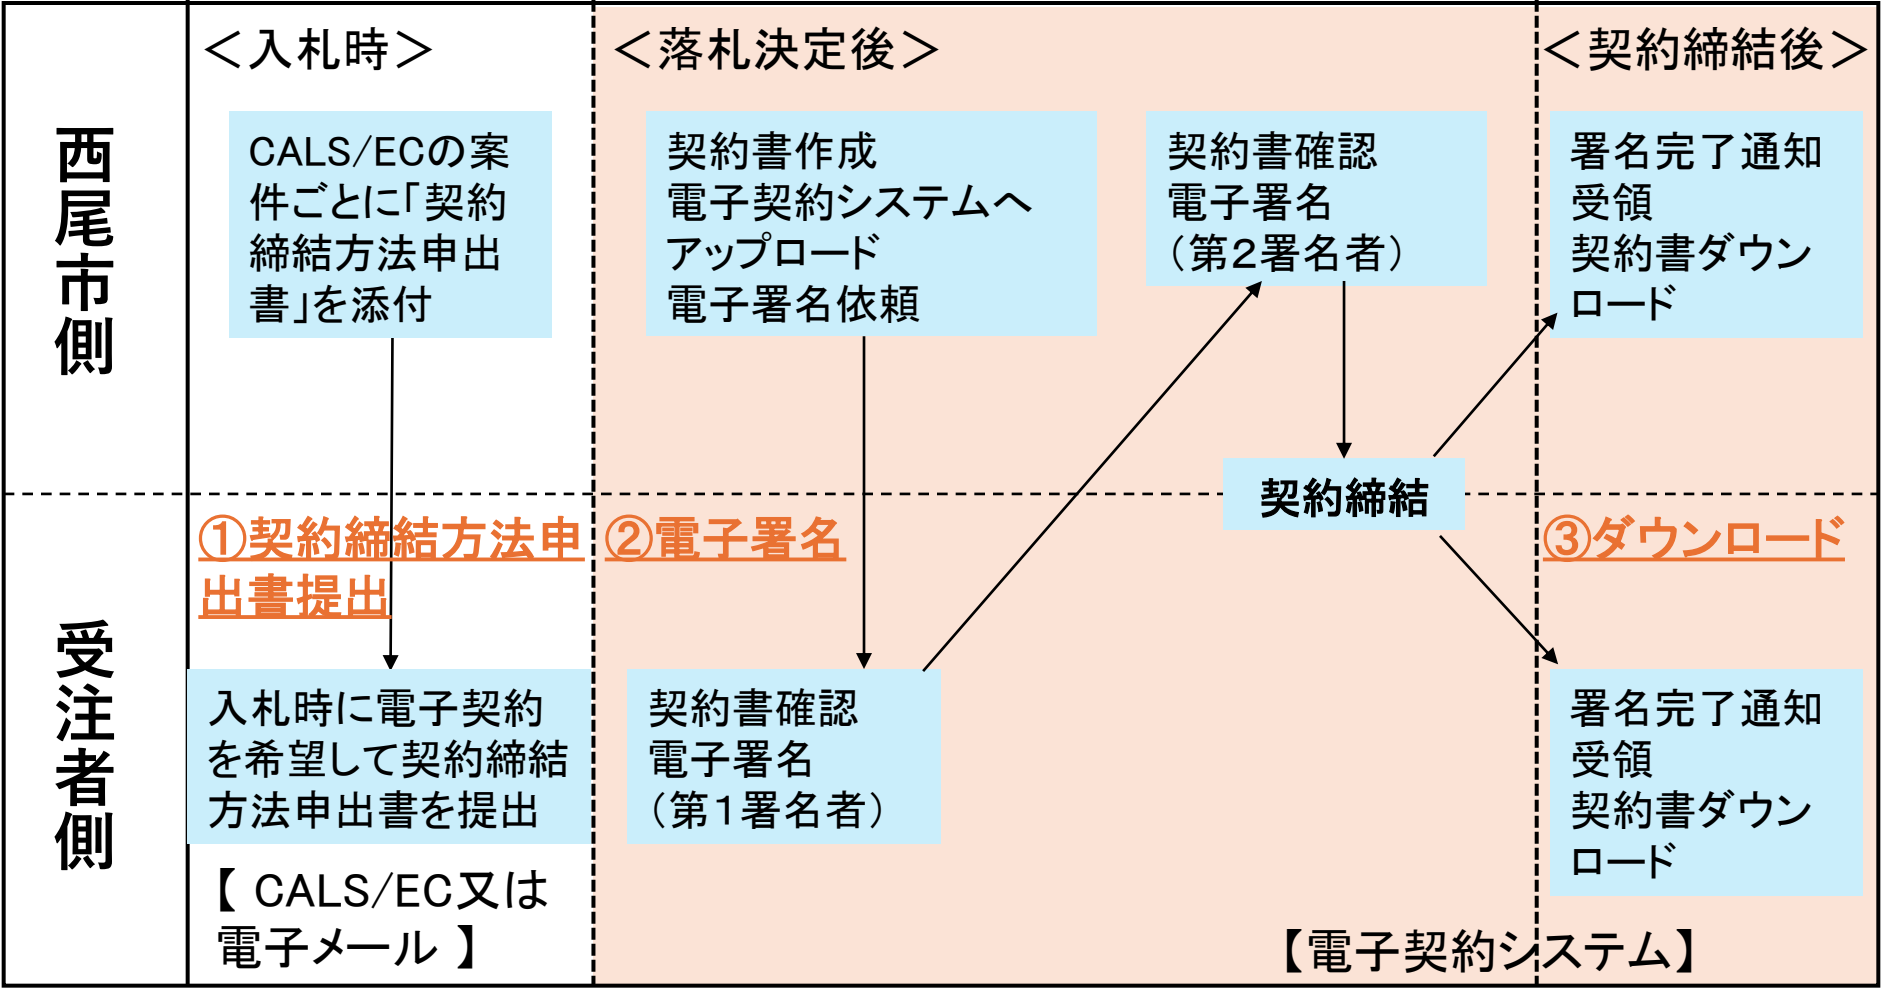 西尾市側
＜入札時＞
CALS/ECの案
件ごとに「契約
締結方法申出
書」を添付
＜落札決定後＞
契約書作成
電子契約システムへ
アップロード
電子署名依頼
契約書確認
電子署名
（第２署名者）
＜契約締結後＞
署名完了通知
受領
契約書ダウン
ロード
契約締結
受注者側
①契約締結方法申
出書提出
入札時に電子契約
を希望して契約締結
方法申出書を提出
【 CALS/EC又は
電子メール 】
②電子署名
契約書確認
電子署名
（第１署名者）
③ダウンロード
署名完了通知
受領
契約書ダウン
ロード
【電子契約システム】